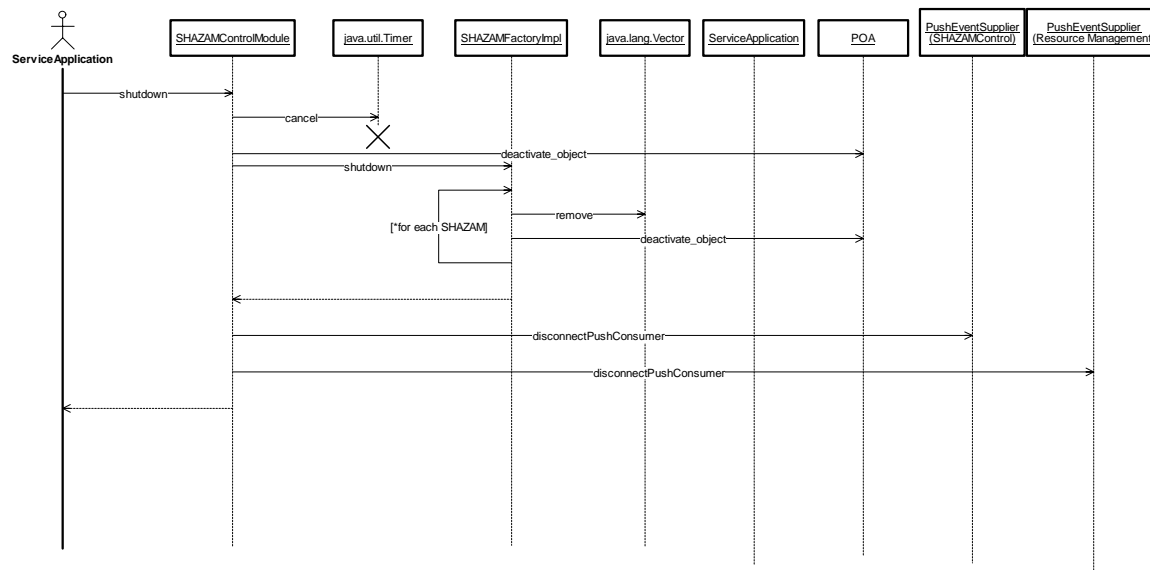 ServiceApplication
SHAZAMControlModule
java.util.Timer
SHAZAMFactoryImpl
java.lang.Vector
ServiceApplication
POA
PushEventSupplier
(SHAZAMControl)
PushEventSupplier
(Resource Management
shutdown
cancel
deactivate_object
shutdown
[*for each SHAZAM]
remove
deactivate_object
disconnectPushConsumer
disconnectPushConsumer